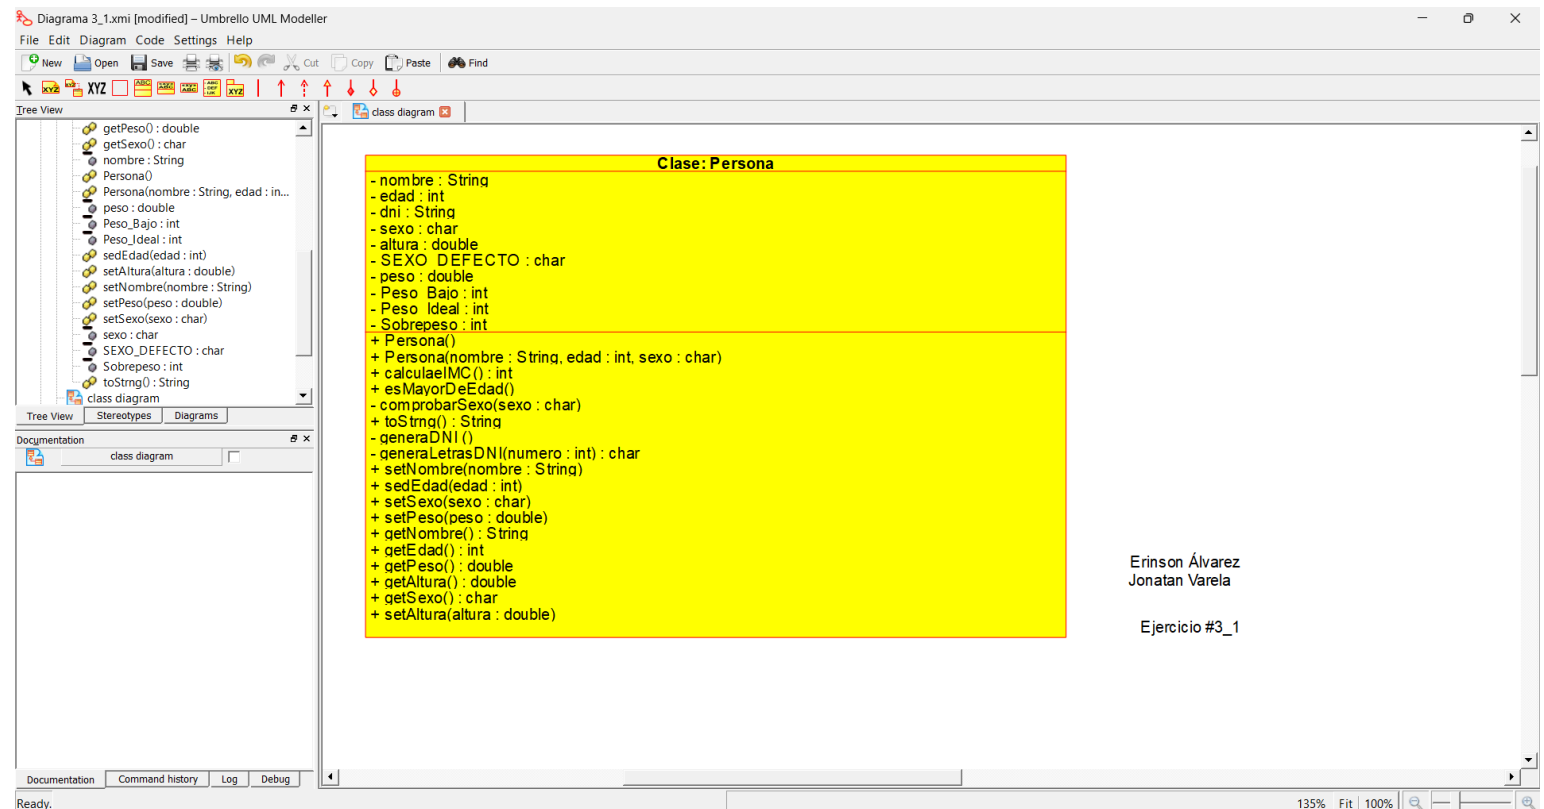 Diagrama 3_1.xmi [modified] – Umbrello UML Modeller
File Edit Diagram Code Settings Help
New Open Save Cut Copy Paste Find
XYZ XYZ ABC XYZ
Tree View
class diagram
getPeso() : double
getSexo() : char
nombre : String
Persona()
Persona(nombre : String, edad : in...
peso : double
Peso_Bajo : int
Peso_Ideal : int
sedEdad(edad : int)
setAltura(altura : double)
setNombre(nombre : String)
setPeso(peso : double)
setSexo(sexo : char)
sexo : char
SEXO_DEFECTO : char
Sobrepeso : int
toStrng() : String
class diagram
Tree View Stereotypes Diagrams
Documentation
class diagram
Documentation Command history Log Debug
Clase: Persona
- nombre : String
- edad : int
- dni : String
- sexo : char
- altura : double
- SEXO_DEFECTO : char
- peso : double
- Peso_Bajo : int
- Peso_Ideal : int
- Sobrepeso : int
+ Persona()
+ Persona(nombre : String, edad : int, sexo : char)
+ calculaeIMC() : int
+ esMayorDeEdad()
- comprobarSexo(sexo : char)
+ toStrng() : String
- generaDNI()
- generaLetrasDNI(numero : int) : char
+ setNombre(nombre : String)
+ sedEdad(edad : int)
+ setSexo(sexo : char)
+ setPeso(peso : double)
+ getNombre() : String
+ getEdad() : int
+ getPeso() : double
+ getAltura() : double
+ getSexo() : char
+ setAltura(altura : double)
Erinson Álvarez
Jonatan Varela
Ejercicio #3_1
Ready.
135% Fit 100%